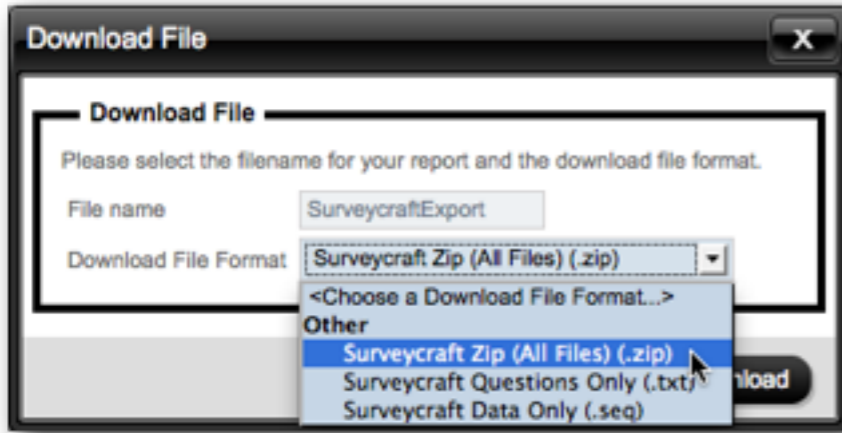 Download File
X
Download File
Please select the filename for your report and the download file format.
File name SurveycraftExport
Download File Format Surveycraft Zip (All Files) (.zip)
<Choose a Download File Format...>
Other
Surveycraft Zip (All Files) (.zip)
Surveycraft Questions Only (.txt)
Surveycraft Data Only (.seq)